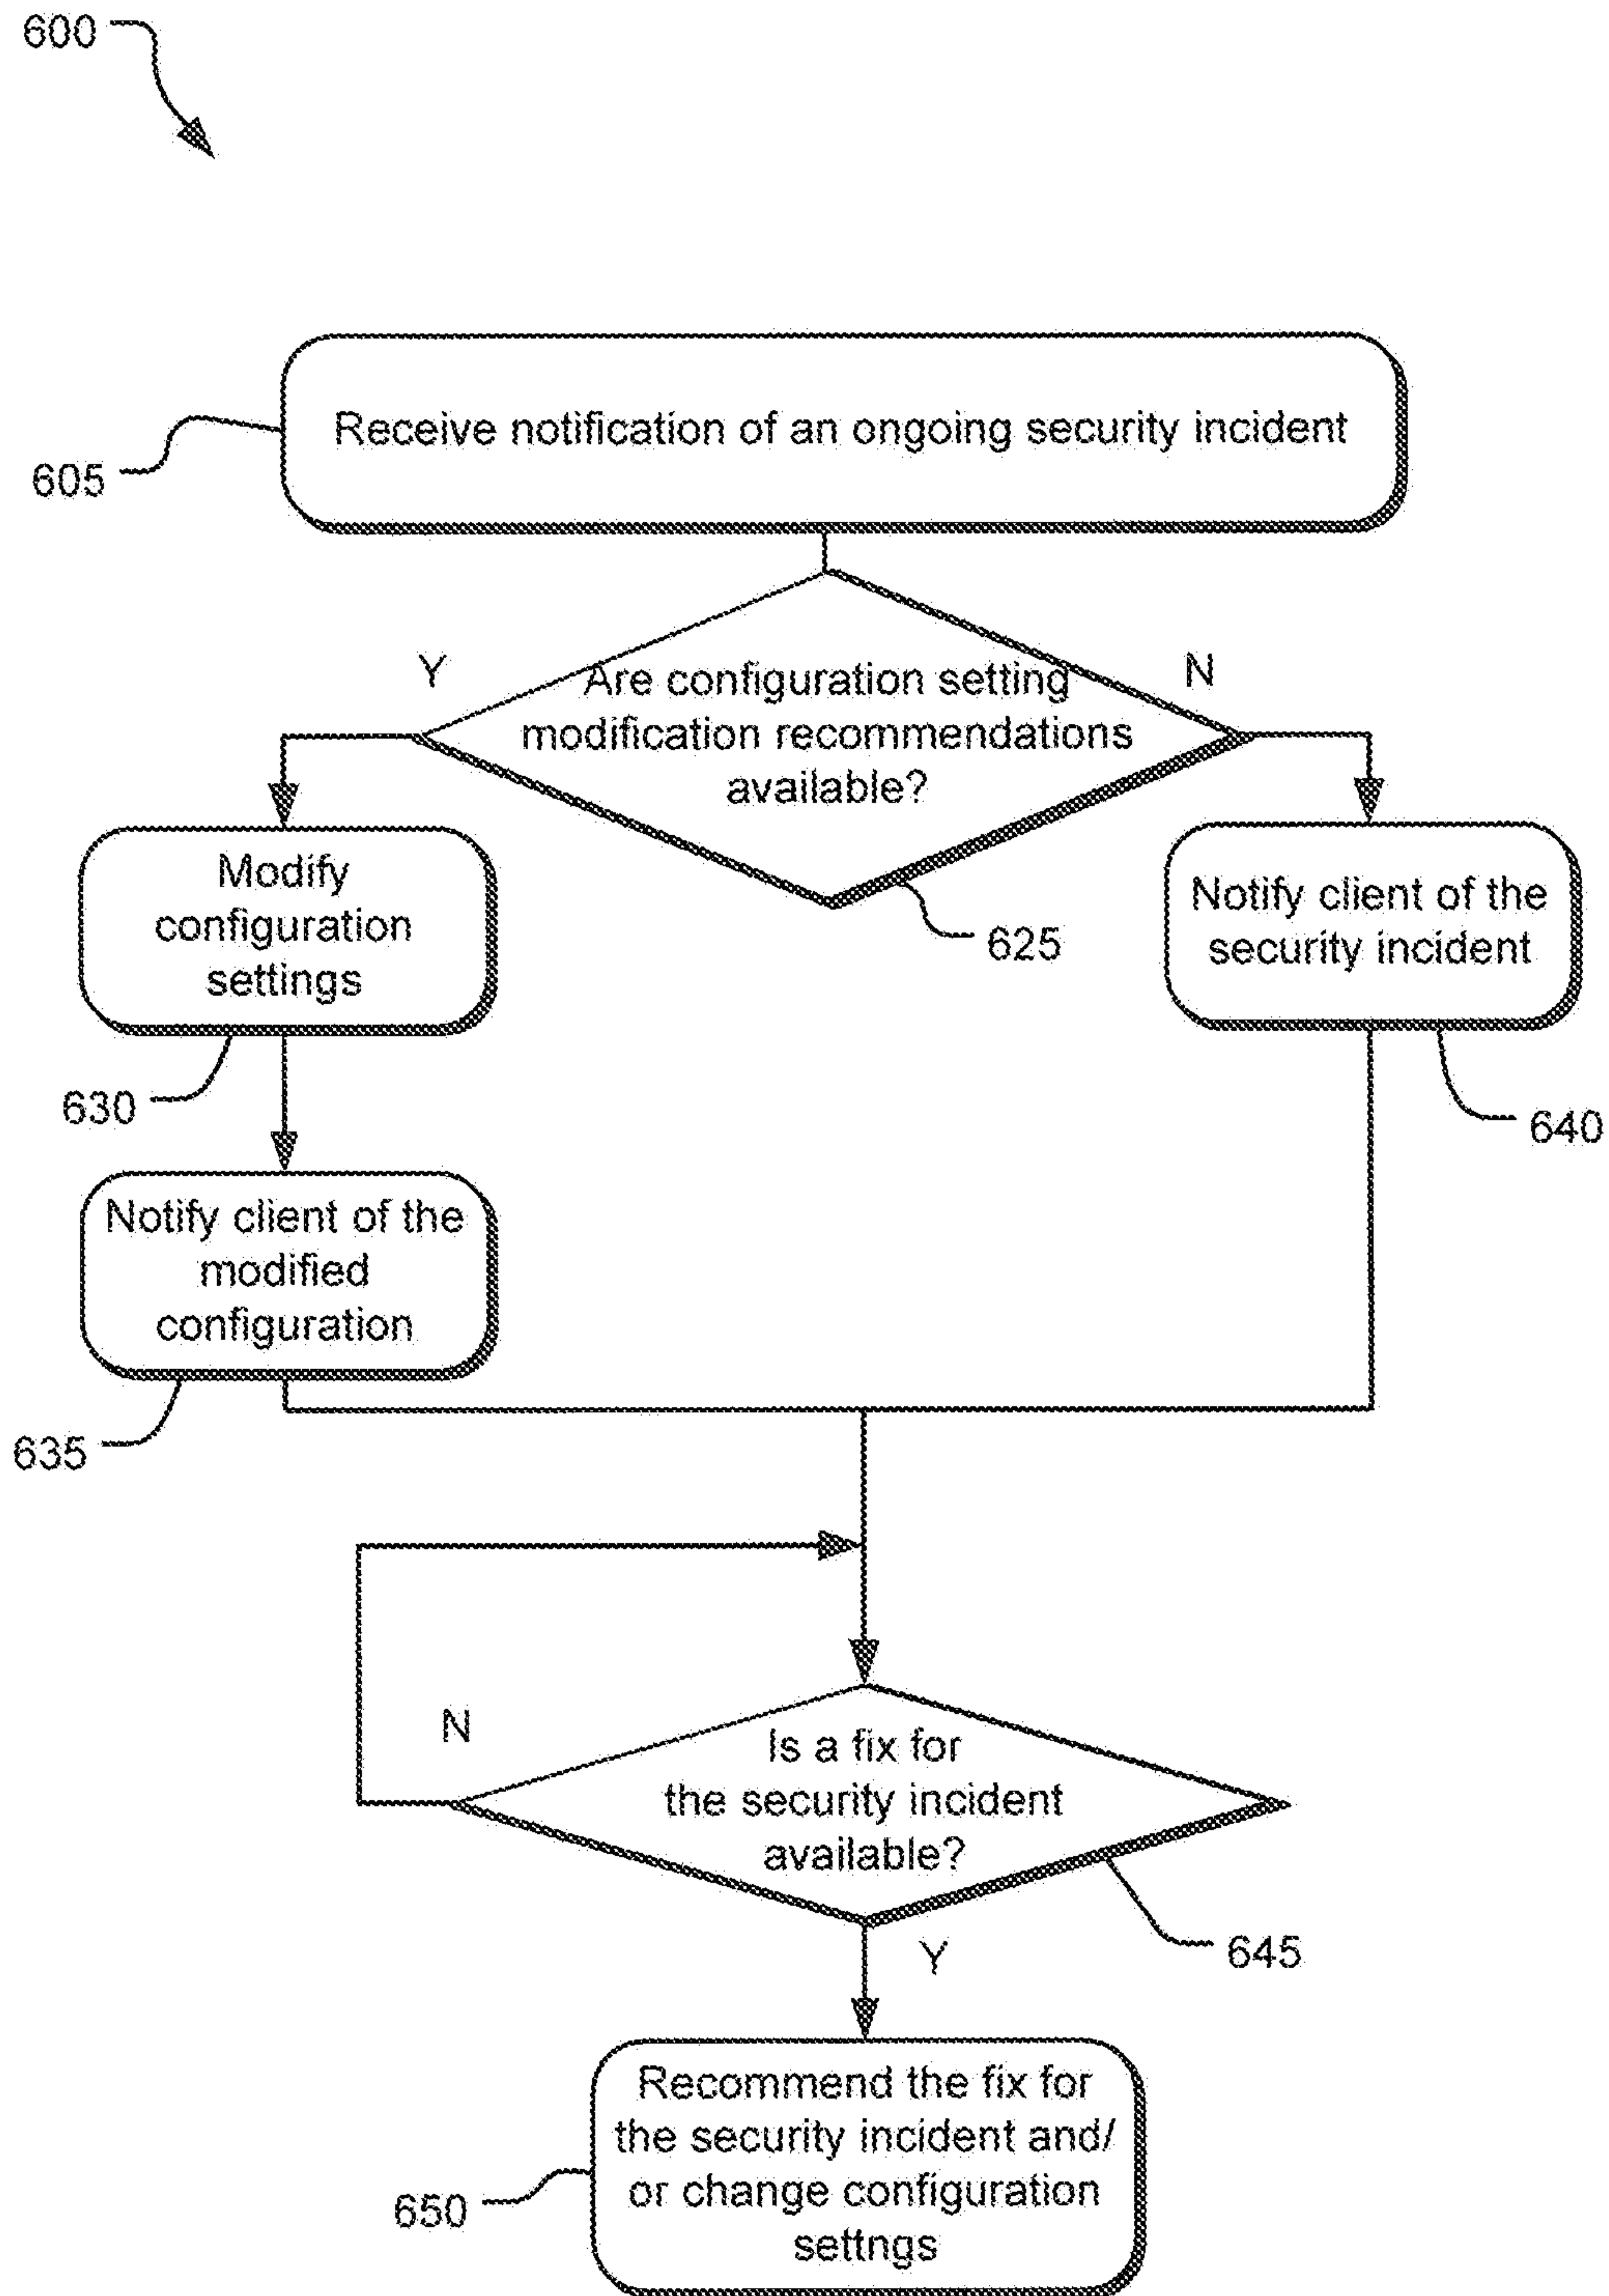 600
Receive notification of an ongoing security incident
605
Y
N
Are configuration setting
modification recommendations
available?
625
Modify
configuration
settings
630
Notify client of the
security incident
640
Notify client of the
modified
configuration
635
N
Is a fix for
the security incident
available?
645
Y
Recommend the fix for
the security incident and/
or change configuration
settngs
650